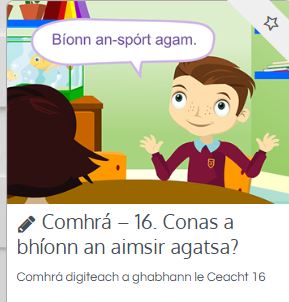 Bíonn an-spórt agam.
Comhrá – 16. Conas a
bhíonn an aimsir agatsa?
Comhrá digiteach a ghabhann le Ceacht 16